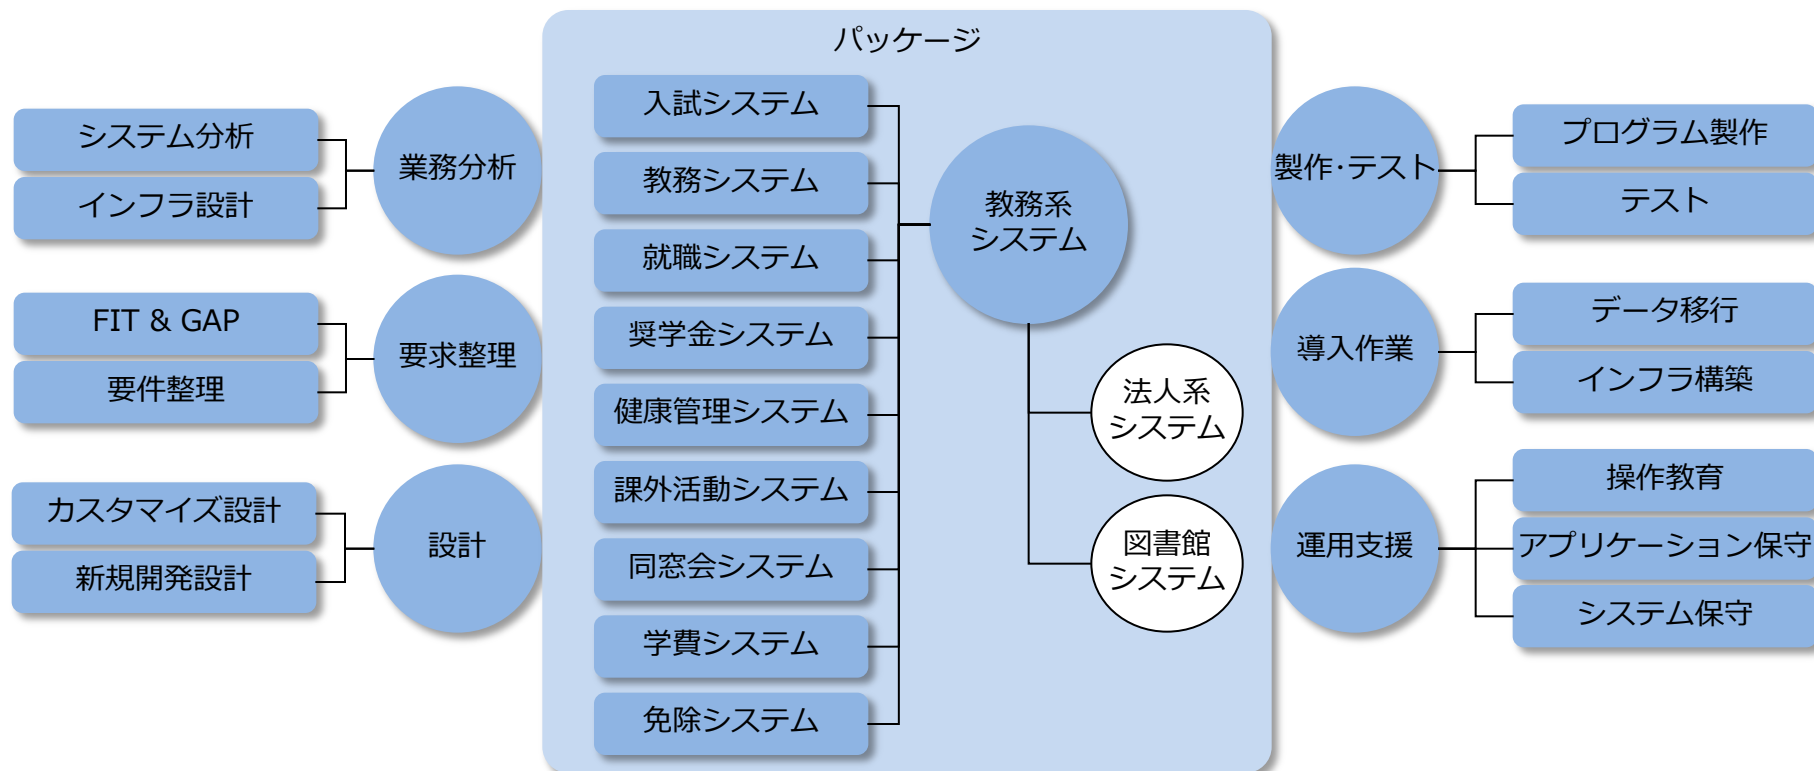 パッケージ
システム分析
インフラ設計
業務分析
FIT & GAP
要件整理
要求整理
カスタマイズ設計
新規開発設計
設計
入試システム
教務システム
就職システム
奨学金システム
健康管理システム
課外活動システム
同窓会システム
学費システム
免除システム
教務系
システム
法人系
システム
図書館
システム
製作・テスト
プログラム製作
テスト
導入作業
データ移行
インフラ構築
運用支援
操作教育
アプリケーション保守
システム保守